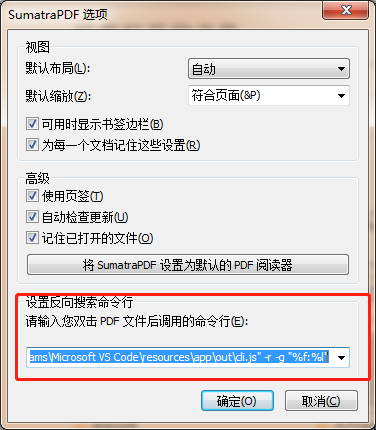 SumatraPDF 选项
视图
默认布局(L):
自动
默认缩放(Z):
符合页面(&P)
可用时显示书签边栏(B)
为每一个文档记住这些设置(R)
高级
使用页签(T)
自动检查更新(U)
记住已打开的文件(O)
将 SumatraPDF 设置为默认的 PDF 阅读器
设置反向搜索命令行
请输入您双击 PDF 文件后调用的命令行(E):
ams\Microsoft VS Code\resources\app\out\cli.js" -r -g "%f:%l"
确定(O)
取消(C)